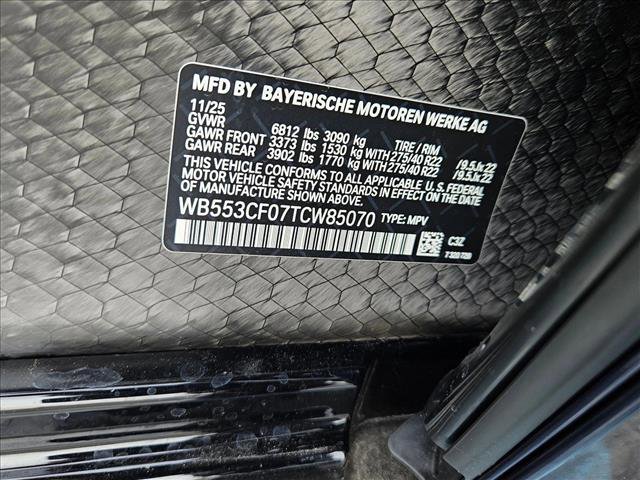 MFD BY BAYERISCHE MOTOREN WERKE AG
11/25
GVWR 6812 lbs 3090 kg TIRE / RIM
GAWR FRONT 3373 lbs 1530 kg WITH 275/40 R22 /9.5Jx22
GAWR REAR 3902 lbs 1770 kg WITH 275/40 R22 /9.5Jx22
THIS VEHICLE CONFORMS TO ALL APPLICABLE U.S. FEDERAL
MOTOR VEHICLE SAFETY STANDARDS IN EFFECT ON THE DATE OF
MANUFACTURE SHOWN ABOVE.
WB553CF07TCW85070 TYPE: MPV
C3Z